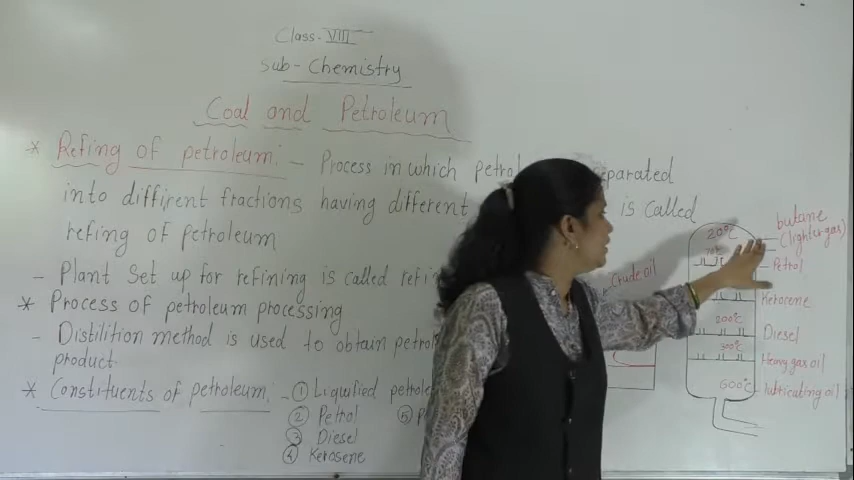 Class- VIII
Sub- Chemistry
Coal and Petroleum
* Refing of petroleum: - Process in which petrol separated
into diffirent fractions having different is called
refing of petroleum
- Plant Set up for refining is called refi
* Process of petroleum processing
- Distilition method is used to obtain petrol
product
* Constituents of petroleum: ① Liquified petrole
② Petrol ⑤ P
③ Diesel
④ Kerosene
Crude oil
20°C
70°C
200°C
300°C
600°C
butane
(lighter gas)
Petrol
Kerocene
Diesel
Heavy gas oil
lubricating oil